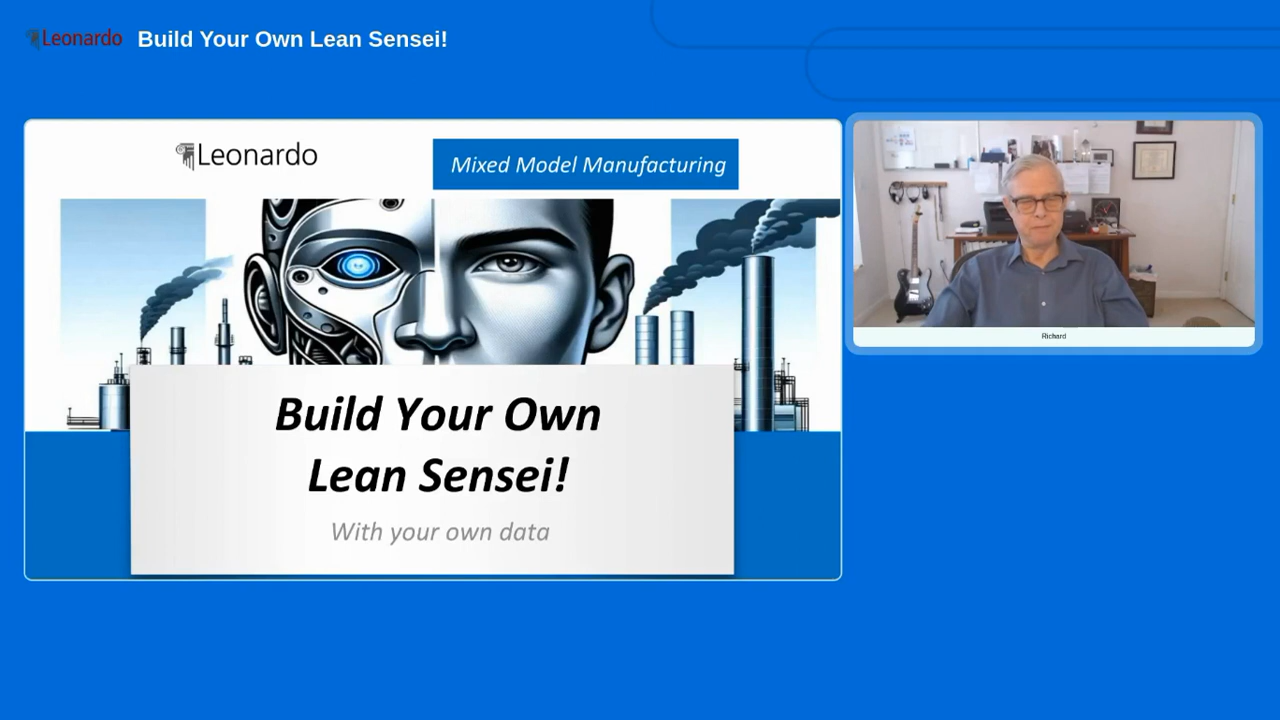 Leonardo Build Your Own Lean Sensei!
Leonardo
Mixed Model Manufacturing
Build Your Own
Lean Sensei!
With your own data
Richard